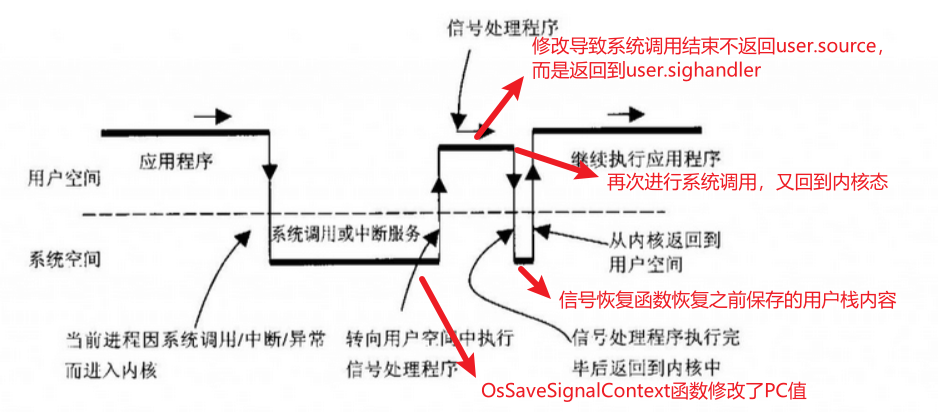 信号处理程序
修改导致系统调用结束不返回user.source，
而是返回到user.sighandler
应用程序
继续执行应用程序
用户空间
再次进行系统调用，又回到内核态
系统调用或中断服务
系统空间
从内核返回到
用户空间
信号恢复函数恢复之前保存的用户栈内容
当前进程因系统调用/中断/异常
而进入内核
转向用户空间中执行
信号处理程序
信号处理程序执行完
毕后返回到内核中
OsSaveSignalContext函数修改了PC值